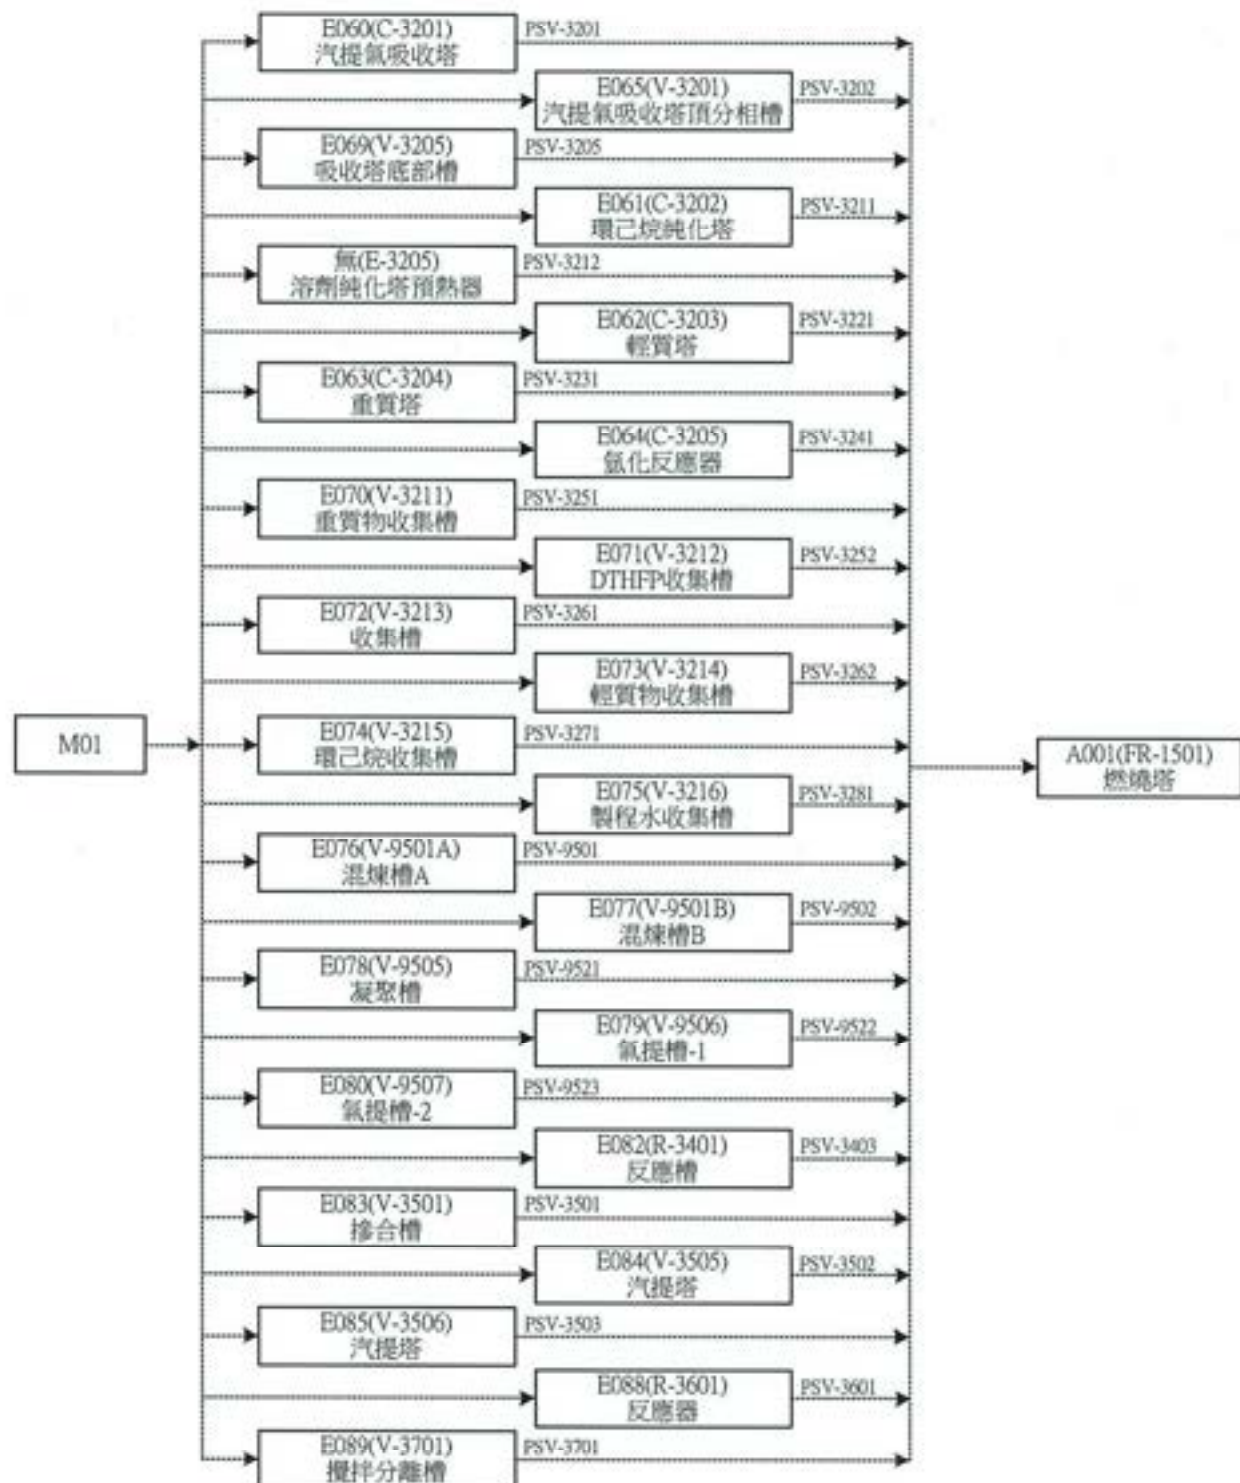 E060(C-3201)
汽提氣吸收塔
PSV-3201
E065(V-3201)
汽提氣吸收塔頂分相槽
PSV-3202
E069(V-3205)
吸收塔底部槽
PSV-3205
E061(C-3202)
環己烷純化塔
PSV-3211
無(E-3205)
溶劑純化塔預熱器
PSV-3212
E062(C-3203)
輕質塔
PSV-3221
E063(C-3204)
重質塔
PSV-3231
E064(C-3205)
氫化反應器
PSV-3241
E070(V-3211)
重質物收集槽
PSV-3251
E071(V-3212)
DTHFP收集槽
PSV-3252
E072(V-3213)
收集槽
PSV-3261
E073(V-3214)
輕質物收集槽
PSV-3262
M01
E074(V-3215)
環己烷收集槽
PSV-3271
A001(FR-1501)
燃燒塔
E075(V-3216)
製程水收集槽
PSV-3281
E076(V-9501A)
混煉槽A
PSV-9501
E077(V-9501B)
混煉槽B
PSV-9502
E078(V-9505)
凝聚槽
PSV-9521
E079(V-9506)
氣提槽-1
PSV-9522
E080(V-9507)
氣提槽-2
PSV-9523
E082(R-3401)
反應槽
PSV-3403
E083(V-3501)
摻合槽
PSV-3501
E084(V-3505)
汽提塔
PSV-3502
E085(V-3506)
汽提塔
PSV-3503
E088(R-3601)
反應器
PSV-3601
E089(V-3701)
攪拌分離槽
PSV-3701